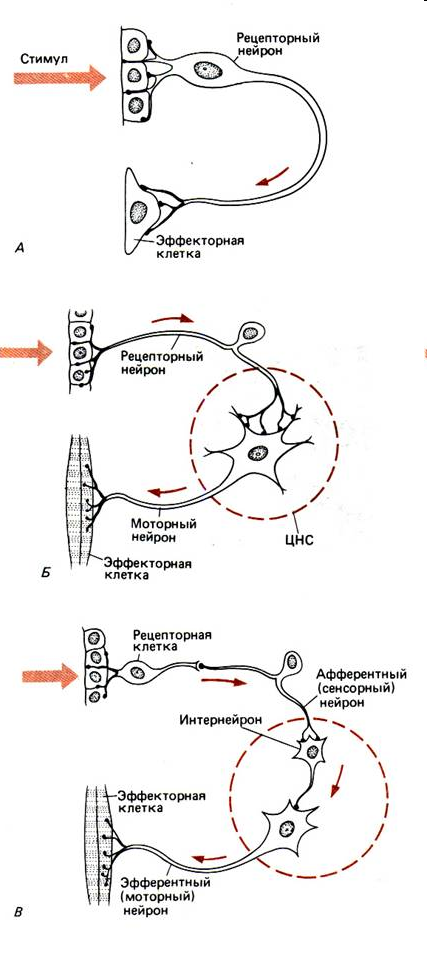 Стимул
Рецепторный
нейрон
Эффекторная
клетка
А
Рецепторный
нейрон
Моторный
нейрон
ЦНС
Эффекторная
клетка
Б
Рецепторная
клетка
Афферентный
(сенсорный)
нейрон
Интернейрон
Эффекторная
клетка
Эфферентный
(моторный)
нейрон
В